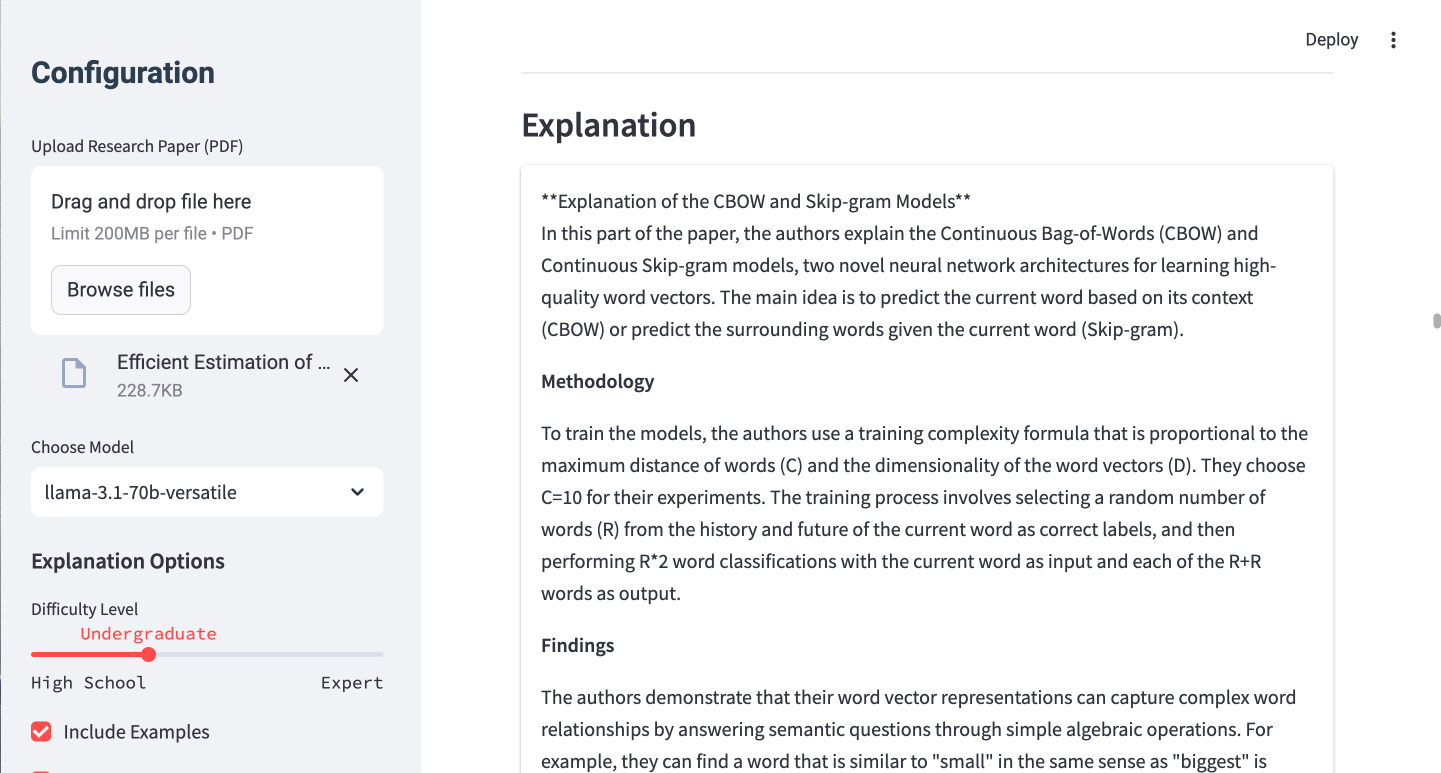 Configuration
Upload Research Paper (PDF)
Drag and drop file here
Limit 200MB per file • PDF
Browse files
Efficient Estimation of ...
228.7KB
Choose Model
llama-3.1-70b-versatile
Explanation Options
Difficulty Level
Undergraduate
High School
Expert
Include Examples
Deploy
Explanation
**Explanation of the CBOW and Skip-gram Models**
In this part of the paper, the authors explain the Continuous Bag-of-Words (CBOW) and
Continuous Skip-gram models, two novel neural network architectures for learning high-
quality word vectors. The main idea is to predict the current word based on its context
(CBOW) or predict the surrounding words given the current word (Skip-gram).
Methodology
To train the models, the authors use a training complexity formula that is proportional to the
maximum distance of words (C) and the dimensionality of the word vectors (D). They choose
C=10 for their experiments. The training process involves selecting a random number of
words (R) from the history and future of the current word as correct labels, and then
performing R*2 word classifications with the current word as input and each of the R+R
words as output.
Findings
The authors demonstrate that their word vector representations can capture complex word
relationships by answering semantic questions through simple algebraic operations. For
example, they can find a word that is similar to "small" in the same sense as "biggest" is